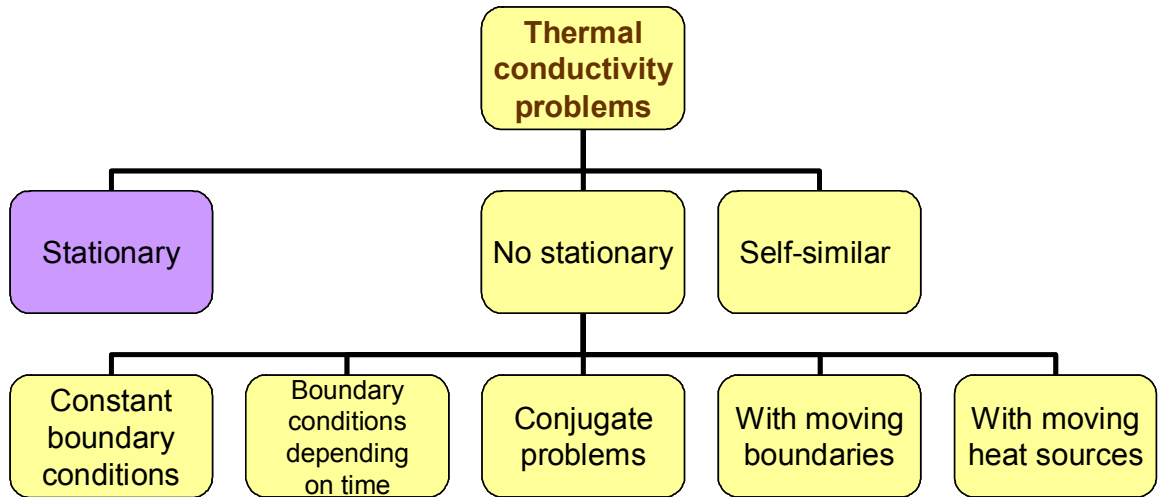 Thermal
conductivity
problems
Stationary
No stationary
Self-similar
Constant
boundary
conditions
Boundary
conditions
depending
on time
Conjugate
problems
With moving
boundaries
With moving
heat sources